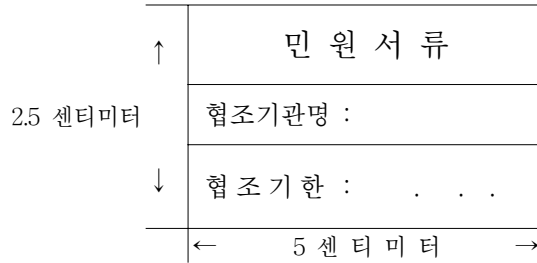 ↑
민 원 서 류
2.5 센티미터
협조기관명 :
↓
협 조 기 한 : . . .
← 5 센 티 미 터 →